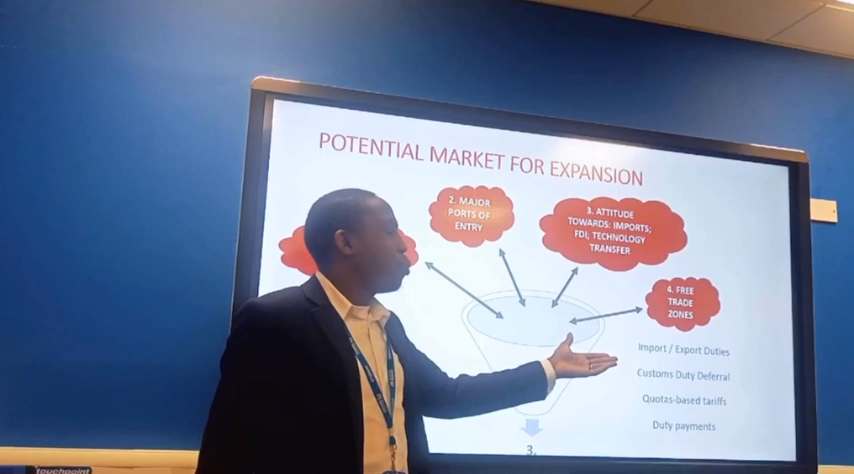 POTENTIAL MARKET FOR EXPANSION
2. MAJOR
PORTS OF
ENTRY
3. ATTITUDE
TOWARDS: IMPORTS;
FDI; TECHNOLOGY
TRANSFER
4. FREE
TRADE
ZONES
Import / Export Duties
Customs Duty Deferral
Quotas-based tariffs
Duty payments
3.
touchpoint